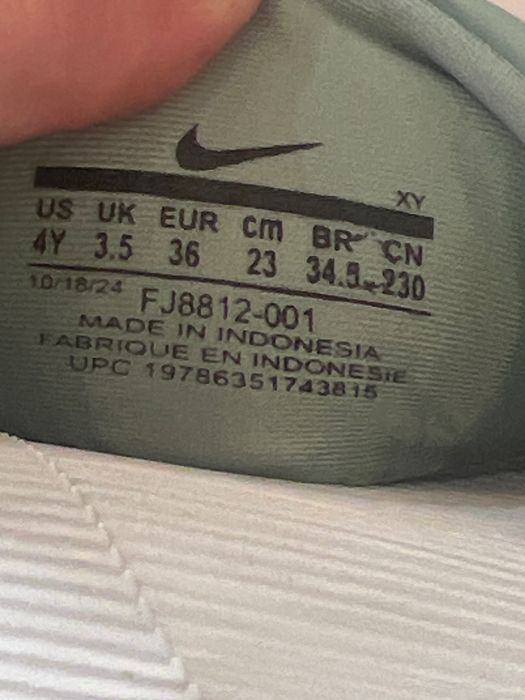 XY
US UK EUR cm BR CN
4Y 3.5 36 23 34.5 230
10/18/24 FJ8812-001
MADE IN INDONESIA
FABRIQUE EN INDONESIE
UPC 197863517438​15